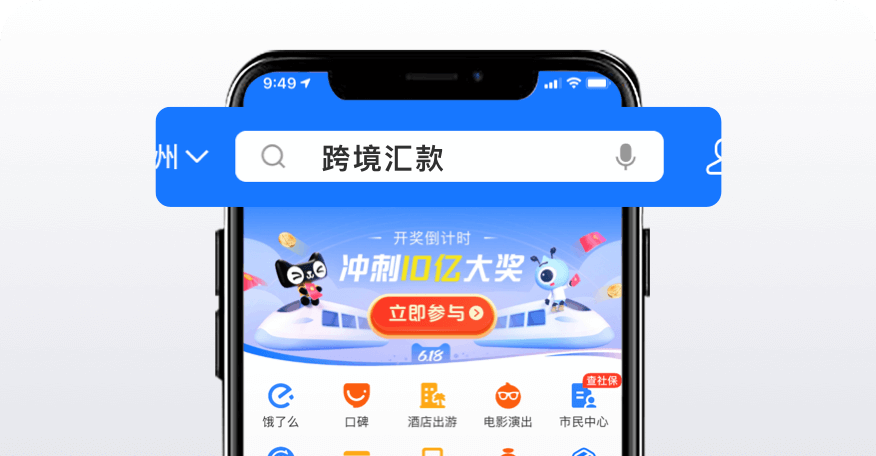 9:49
州
跨境汇款
开奖倒计时
冲刺10亿大奖
立即参与
6.18
查社保
饿了么
口碑
酒店出游
电影演出
市民中心